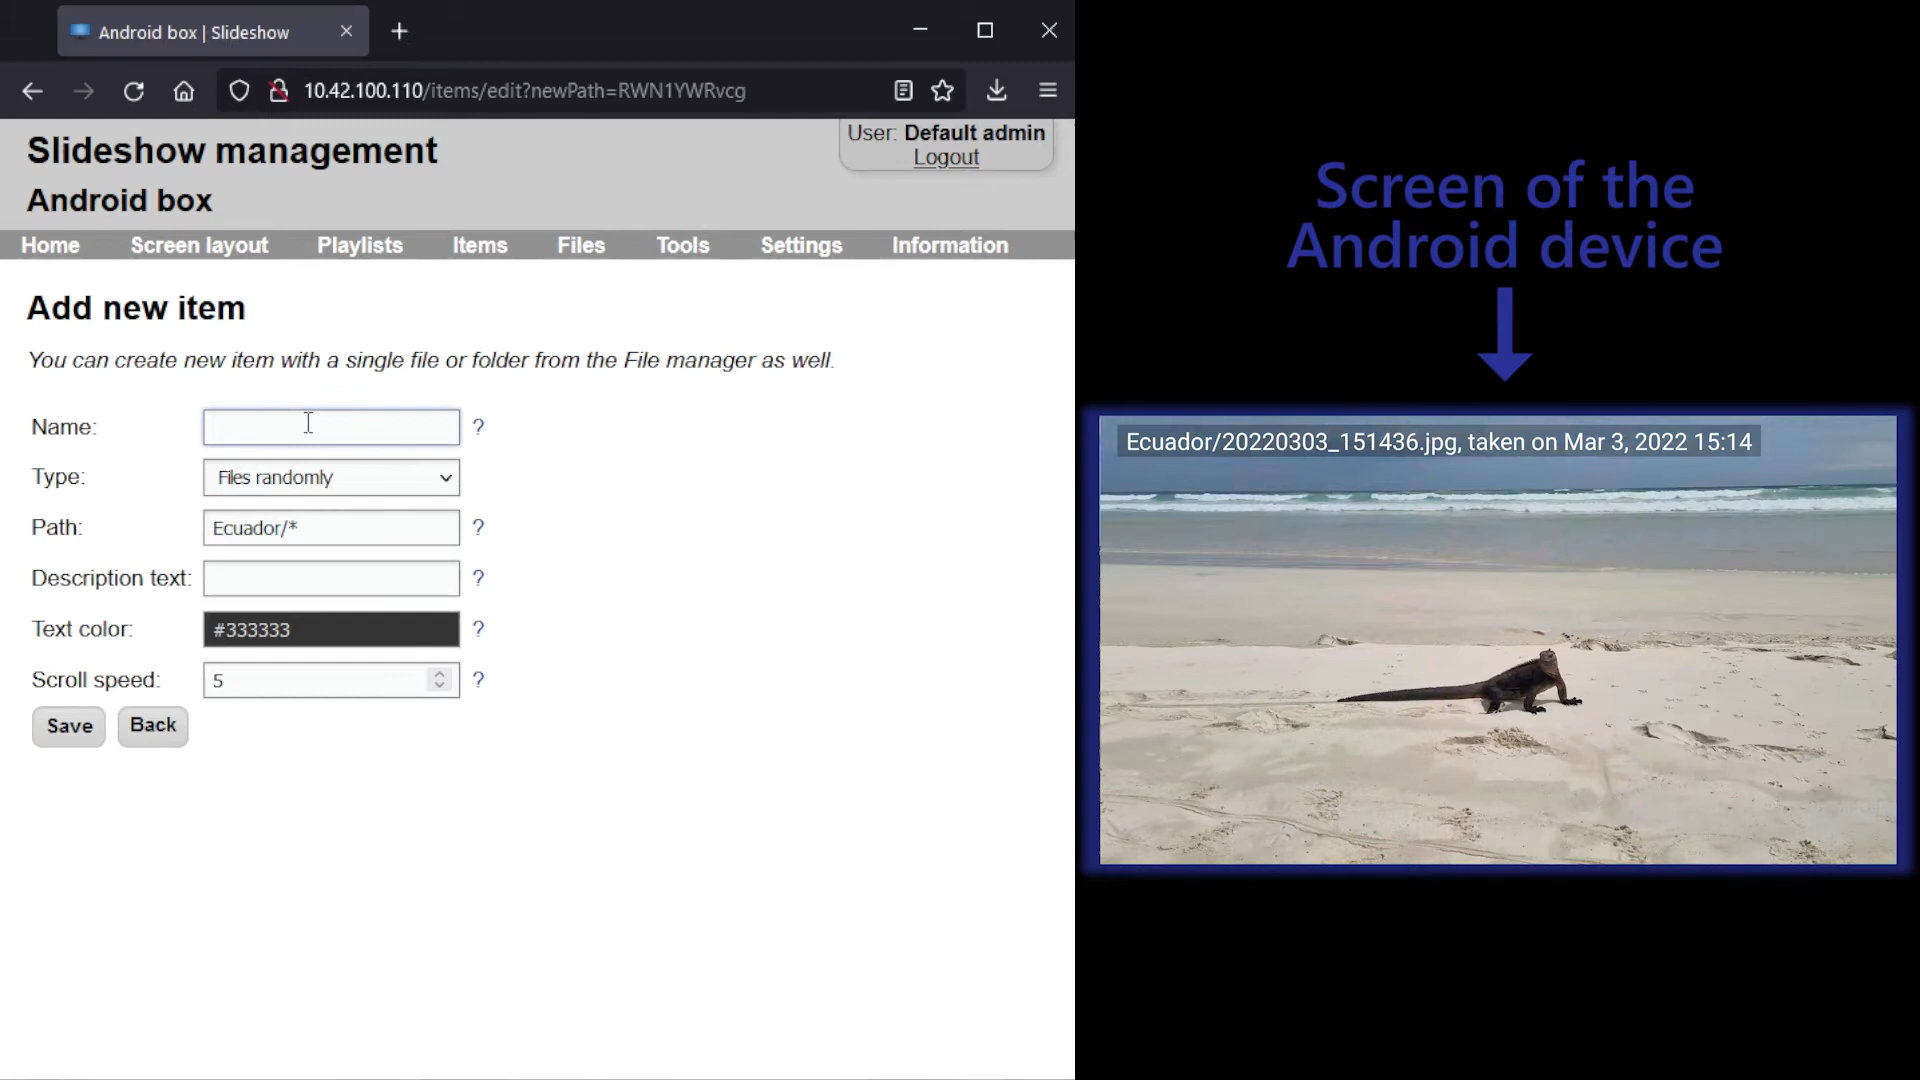 Android box | Slideshow
10.42.100.110/items/edit?newPath=RWN1YWRvcg
Slideshow management
User: Default admin
Logout
Android box
Home Screen layout Playlists Items Files Tools Settings Information
Add new item
You can create new item with a single file or folder from the File manager as well.
Name: ?
Type: Files randomly
Path: Ecuador/* ?
Description text: ?
Text color: #333333 ?
Scroll speed: 5 ?
Save Back
Screen of the
Android device
Ecuador/20220303_151436.jpg, taken on Mar 3, 2022 15:14